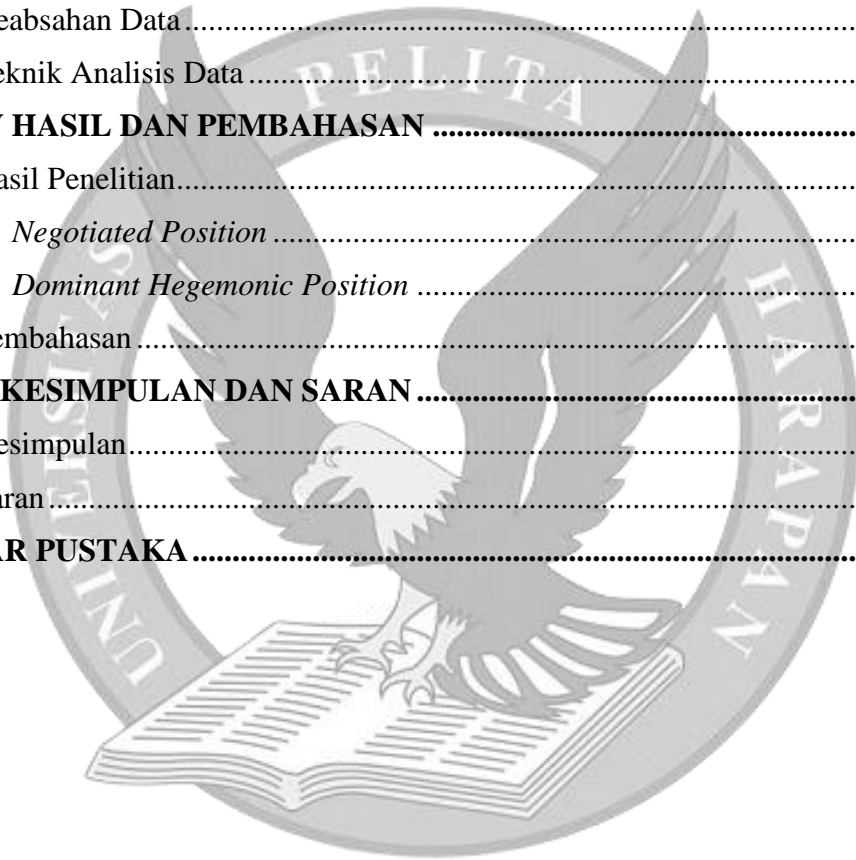 eabsahan Data ..........................................................................
eknik Analisis Data ..................................................................
HASIL DAN PEMBAHASAN ..............................................
asil Penelitian..........................................................................
Negotiated Position ...............................................................
Dominant Hegemonic Position ..............................................
embahasan ..............................................................................
KESIMPULAN DAN SARAN ................................................
esimpulan................................................................................
aran ........................................................................................
AR PUSTAKA .......................................................................
UNIVERSITAS PELITA HARAPAN